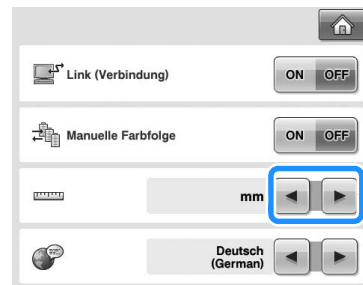 Link (Verbindung)
ON OFF
Manuelle Farbfolge
ON OFF
mm
Deutsch
(German)